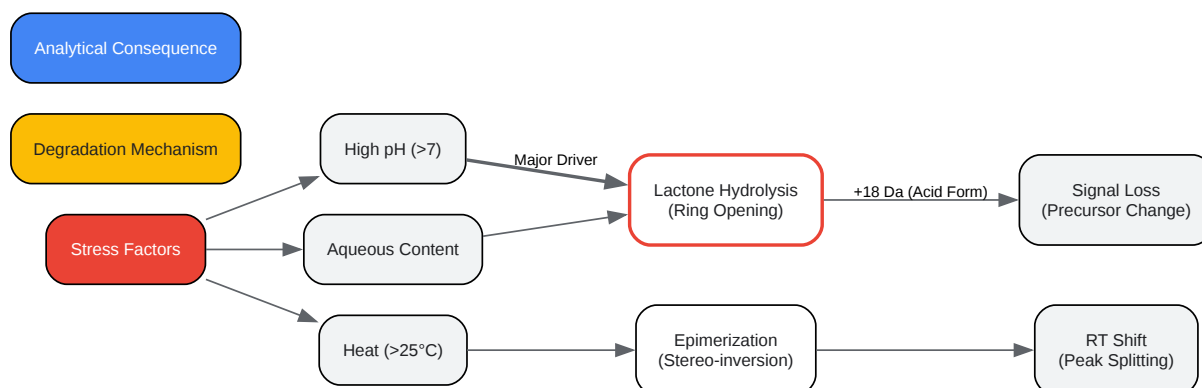 Analytical Consequence
Degradation Mechanism
Stress Factors
High pH (>7)
Aqueous Content
Heat (>25°C)
Major Driver
Lactone Hydrolysis
(Ring Opening)
Epimerization
(Stereo-inversion)
+18 Da (Acid Form)
Signal Loss
(Precursor Change)
RT Shift
(Peak Splitting)